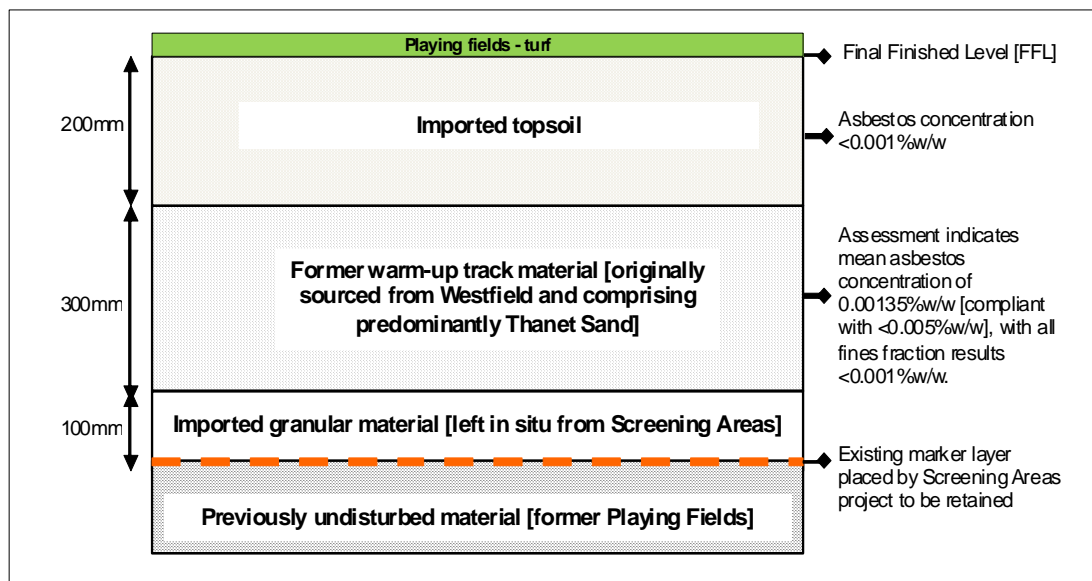 Playing fields - turf
Final Finished Level [FFL]
200mm
Imported topsoil
Asbestos concentration
<0.001%w/w
300mm
Former warm-up track material [originally
sourced from Westfield and comprising
predominantly Thanet Sand]
Assessment indicates
mean asbestos
concentration of
0.00135%w/w [compliant
with <0.005%w/w], with all
fines fraction results
<0.001%w/w.
100mm
Imported granular material [left in situ from Screening Areas]
Existing marker layer
placed by Screening Areas
project to be retained
Previously undisturbed material [former Playing Fields]